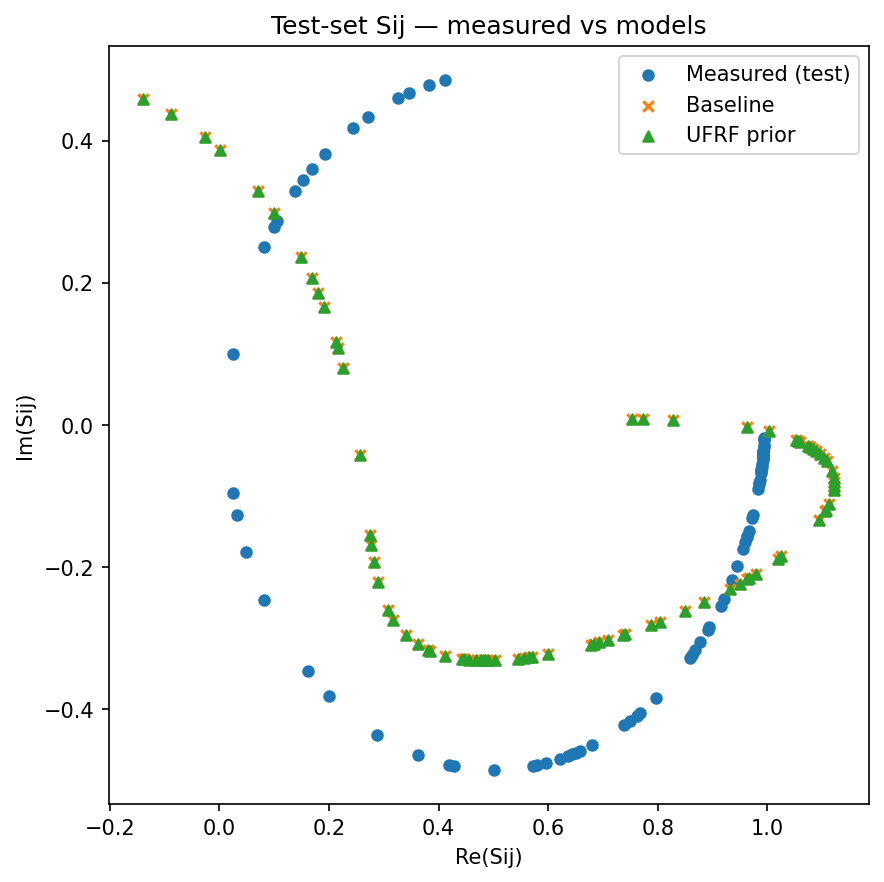 Test-set Sij — measured vs models
Measured (test)
Baseline
UFRF prior
0.4
0.2
0.0
−0.2
−0.4
Im(Sij)
−0.2
0.0
0.2
0.4
0.6
0.8
1.0
Re(Sij)